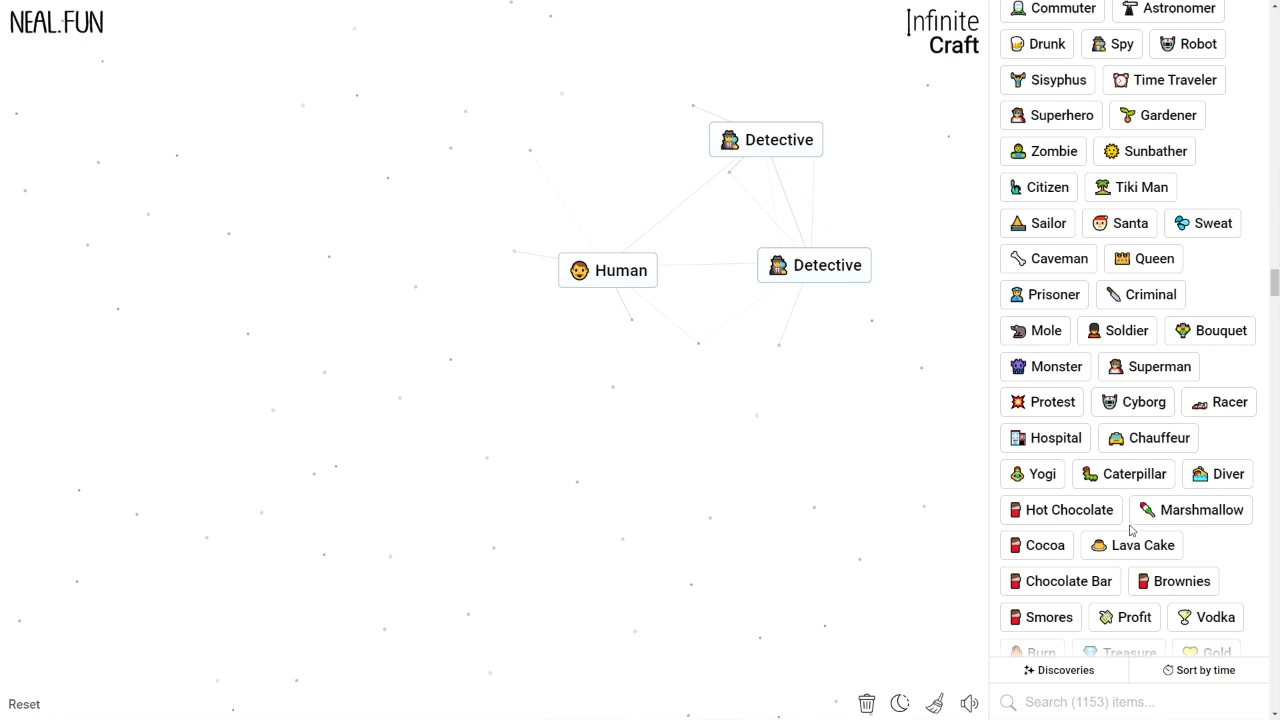 NEAL.FUN
Infinite
Craft
Detective
Human
Detective
Commuter Astronomer
Drunk Spy Robot
Sisyphus Time Traveler
Superhero Gardener
Zombie Sunbather
Citizen Tiki Man
Sailor Santa Sweat
Caveman Queen
Prisoner Criminal
Mole Soldier Bouquet
Monster Superman
Protest Cyborg Racer
Hospital Chauffeur
Yogi Caterpillar Diver
Hot Chocolate Marshmallow
Cocoa Lava Cake
Chocolate Bar Brownies
Smores Profit Vodka
Burn Treasure Gold
Discoveries Sort by time
Search (1153) items...
Reset